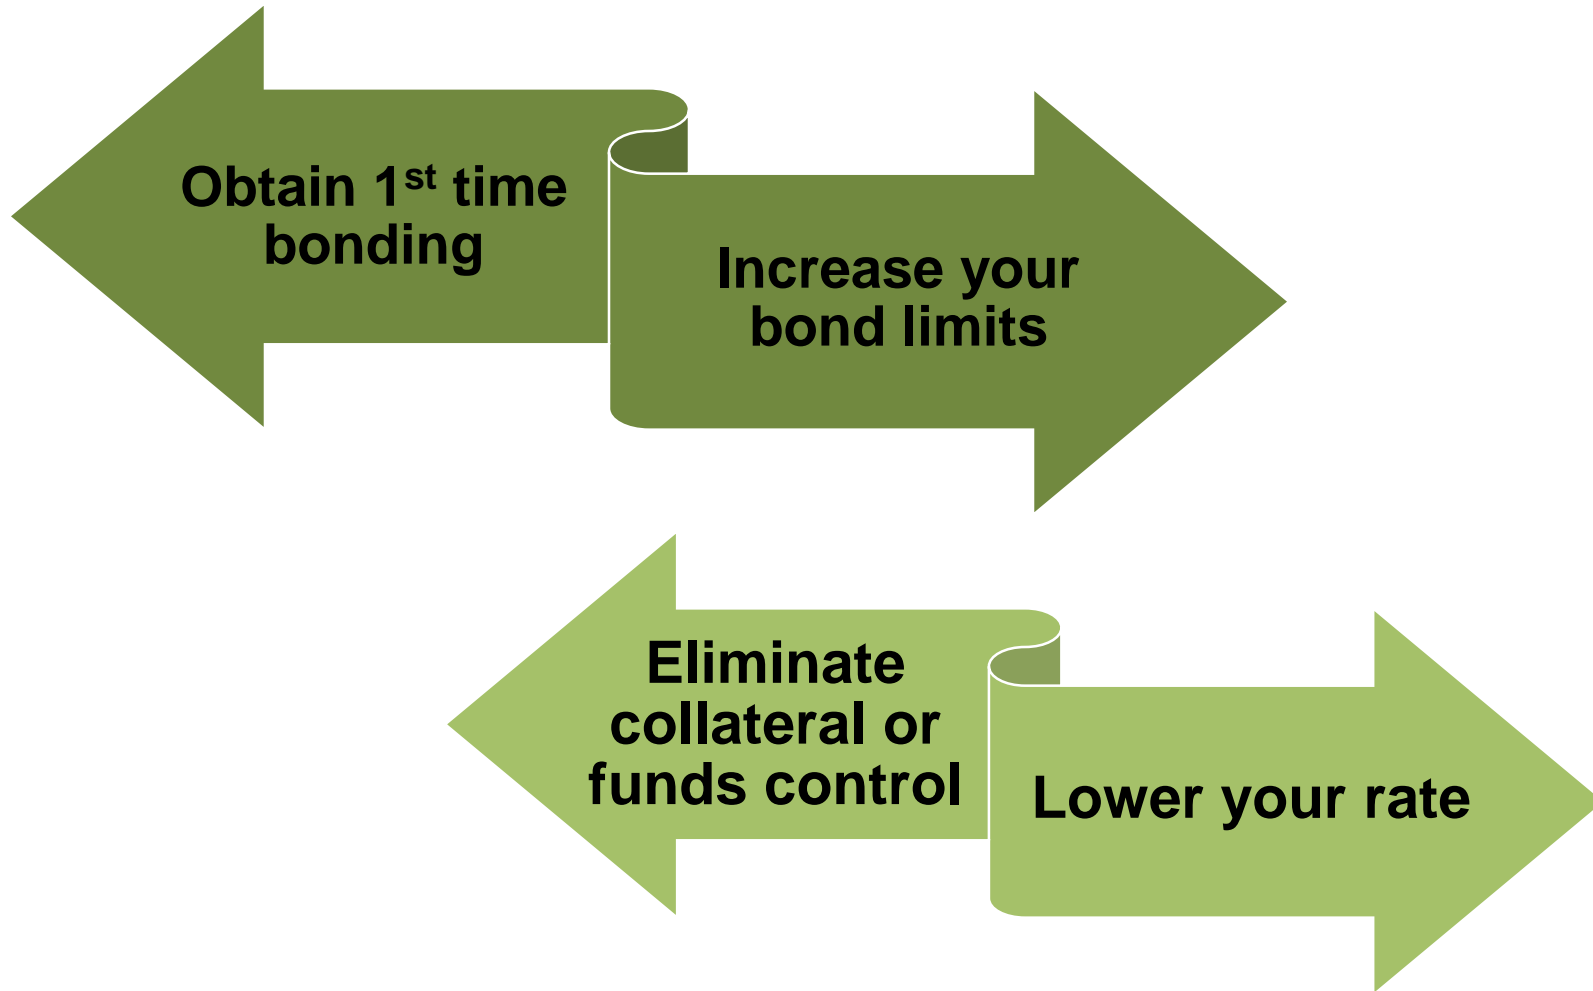 Obtain 1st time
bonding
Increase your
bond limits
Eliminate
collateral or
funds control
Lower your rate